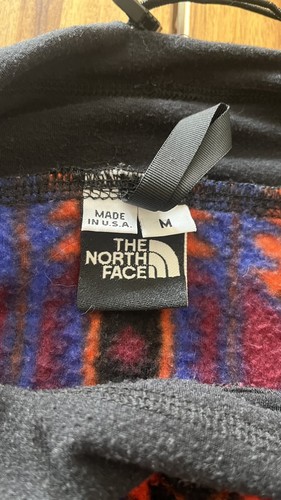 MADE
IN U.S.A.
M
THE
NORTH
FACE